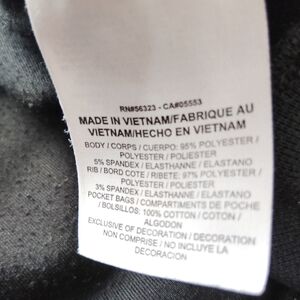 RN#56323 - CA#05553
MADE IN VIETNAM/FABRIQUE AU
VIETNAM/HECHO EN VIETNAM
BODY / CORPS / CUERPO: 95% POLYESTER /
POLYESTER / POLIESTER
5% SPANDEX / ELASTHANNE / ELASTANO
RIB / BORD COTE / RIBETE: 97% POLYESTER /
POLYESTER / POLIESTER
3% SPANDEX / ELASTHANNE / ELASTANO
POCKET BAGS / COMPARTIMENTS DE POCHE
/ BOLSILLOS: 100% COTTON / COTON /
ALGODON
EXCLUSIVE OF DECORATION / DECORATION
NON COMPRISE / NO INCLUYE LA
DECORACION